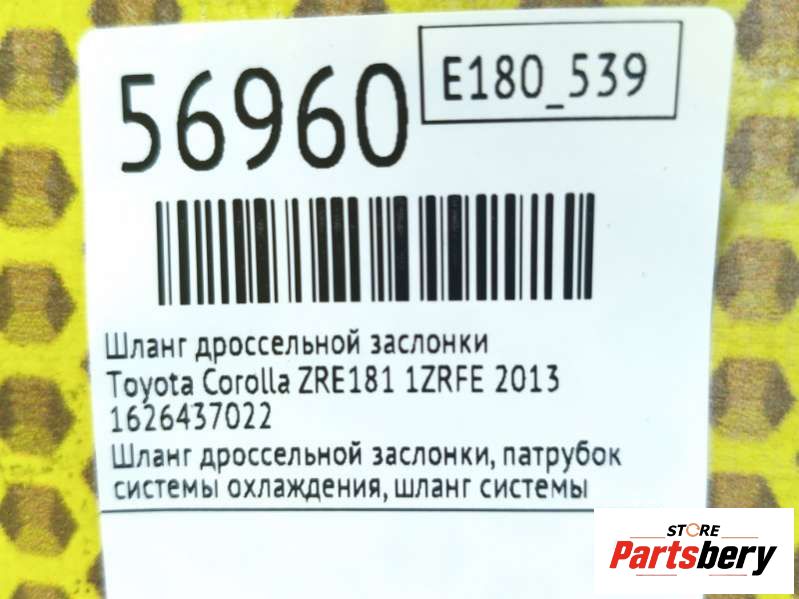 56960
E180_539
Шланг дроссельной заслонки
Toyota Corolla ZRE181 1ZRFE 2013
1626437022
Шланг дроссельной заслонки, патрубок
системы охлаждения, шланг системы
STORE
Partsbery